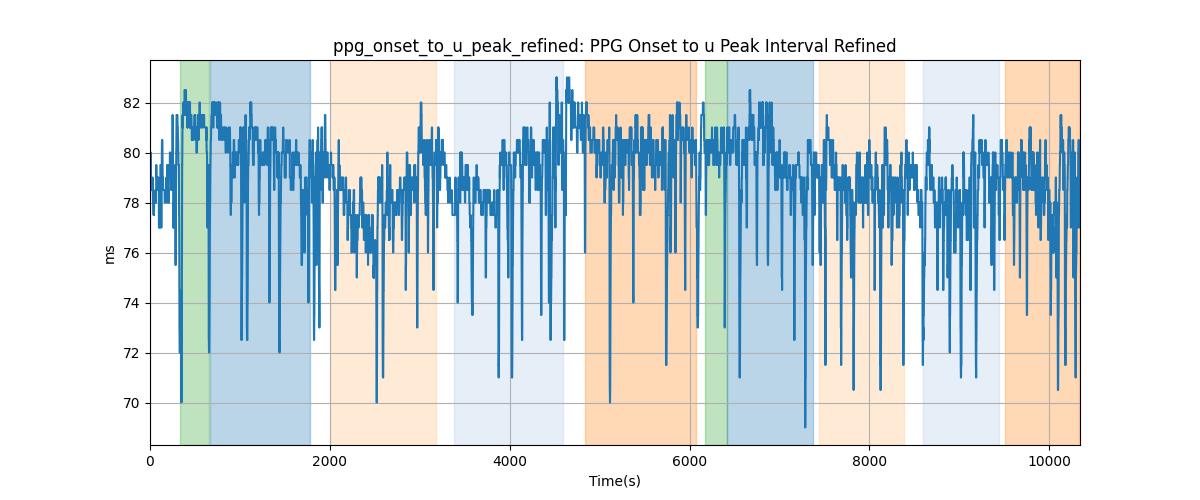 ppg_onset_to_u_peak_refined: PPG Onset to u Peak Interval Refined
82
80
78
76
74
72
70
ms
0 2000 4000 6000 8000 10000
Time(s)